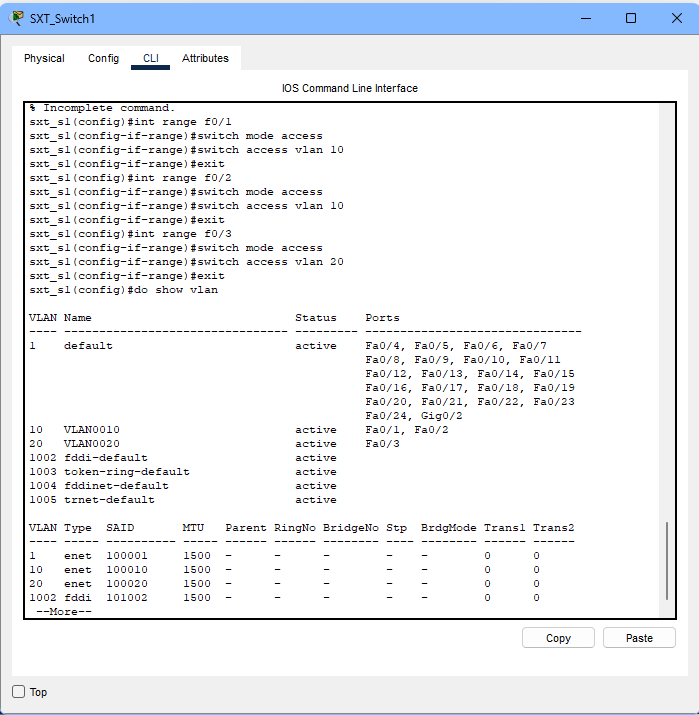 SXT_Switch1
Physical Config CLI Attributes
IOS Command Line Interface
% Incomplete command.
sxt_s1(config)#int range f0/1
sxt_s1(config-if-range)#switch mode access
sxt_s1(config-if-range)#switch access vlan 10
sxt_s1(config-if-range)#exit
sxt_s1(config)#int range f0/2
sxt_s1(config-if-range)#switch mode access
sxt_s1(config-if-range)#switch access vlan 10
sxt_s1(config-if-range)#exit
sxt_s1(config)#int range f0/3
sxt_s1(config-if-range)#switch mode access
sxt_s1(config-if-range)#switch access vlan 20
sxt_s1(config-if-range)#exit
sxt_s1(config)#do show vlan
VLAN Name                             Status    Ports
---- -------------------------------- --------- -------------------------------
1    default                          active    Fa0/4, Fa0/5, Fa0/6, Fa0/7
                                                Fa0/8, Fa0/9, Fa0/10, Fa0/11
                                                Fa0/12, Fa0/13, Fa0/14, Fa0/15
                                                Fa0/16, Fa0/17, Fa0/18, Fa0/19
                                                Fa0/20, Fa0/21, Fa0/22, Fa0/23
                                                Fa0/24, Gig0/2
10   VLAN0010                         active    Fa0/1, Fa0/2
20   VLAN0020                         active    Fa0/3
1002 fddi-default                     active
1003 token-ring-default               active
1004 fddinet-default                  active
1005 trnet-default                    active
VLAN Type  SAID       MTU   Parent RingNo BridgeNo Stp  BrdgMode Trans1 Trans2
---- ----- ---------- ----- ------ ------ -------- ---- -------- ------ ------
1    enet  100001     1500  -      -      -        -    -        0      0
10   enet  100010     1500  -      -      -        -    -        0      0
20   enet  100020     1500  -      -      -        -    -        0      0
1002 fddi  101002     1500  -      -      -        -    -        0      0
 --More--
Copy Paste
Top